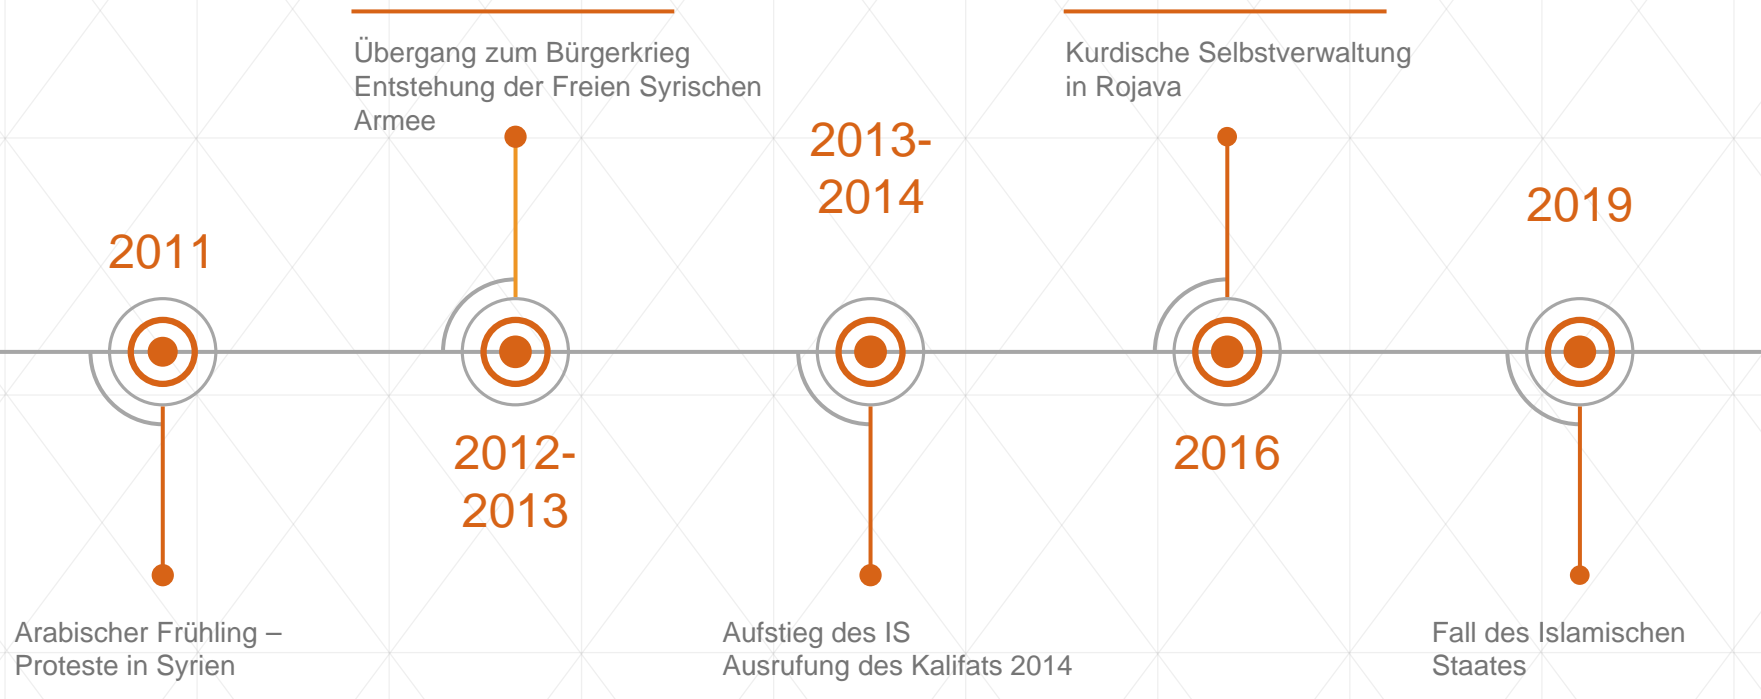 Übergang zum Bürgerkrieg
Entstehung der Freien Syrischen
Armee
Kurdische Selbstverwaltung
in Rojava
2011
2012-
2013
2013-
2014
2016
2019
Arabischer Frühling –
Proteste in Syrien
Aufstieg des IS
Ausrufung des Kalifats 2014
Fall des Islamischen
Staates